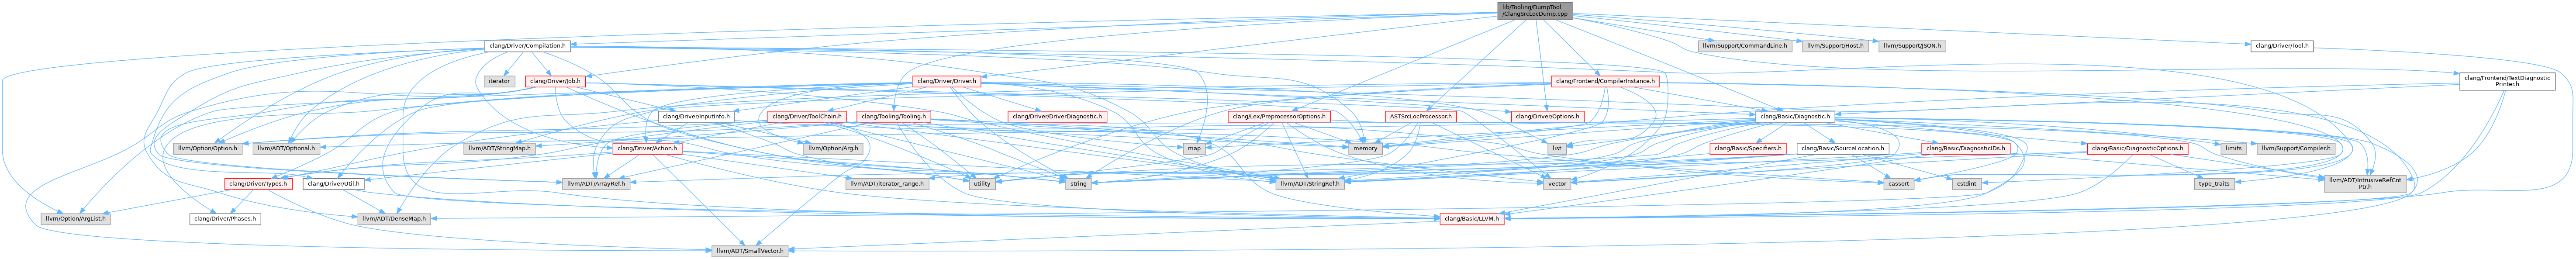 lib/Tooling/DumpTool
/ClangSrcLocDump.cpp
clang/Driver/Compilation.h
llvm/Support/CommandLine.h
llvm/Support/Host.h
llvm/Support/JSON.h
clang/Driver/Tool.h
iterator
clang/Driver/Job.h
clang/Driver/Driver.h
clang/Frontend/CompilerInstance.h
clang/Frontend/TextDiagnostic
Printer.h
clang/Driver/InputInfo.h
clang/Driver/ToolChain.h
clang/Tooling/Tooling.h
clang/Driver/DriverDiagnostic.h
clang/Lex/PreprocessorOptions.h
ASTSrcLocProcessor.h
clang/Driver/Options.h
clang/Basic/Diagnostic.h
llvm/Option/Option.h
llvm/ADT/Optional.h
llvm/ADT/StringMap.h
clang/Driver/Action.h
llvm/Option/Arg.h
map
memory
list
clang/Basic/Specifiers.h
clang/Basic/SourceLocation.h
clang/Basic/DiagnosticIDs.h
clang/Basic/DiagnosticOptions.h
limits
llvm/Support/Compiler.h
clang/Driver/Types.h
clang/Driver/Util.h
llvm/ADT/ArrayRef.h
llvm/ADT/iterator_range.h
utility
string
llvm/ADT/StringRef.h
vector
cassert
cstdint
type_traits
llvm/ADT/IntrusiveRefCnt
Ptr.h
llvm/Option/ArgList.h
clang/Driver/Phases.h
llvm/ADT/DenseMap.h
clang/Basic/LLVM.h
llvm/ADT/SmallVector.h